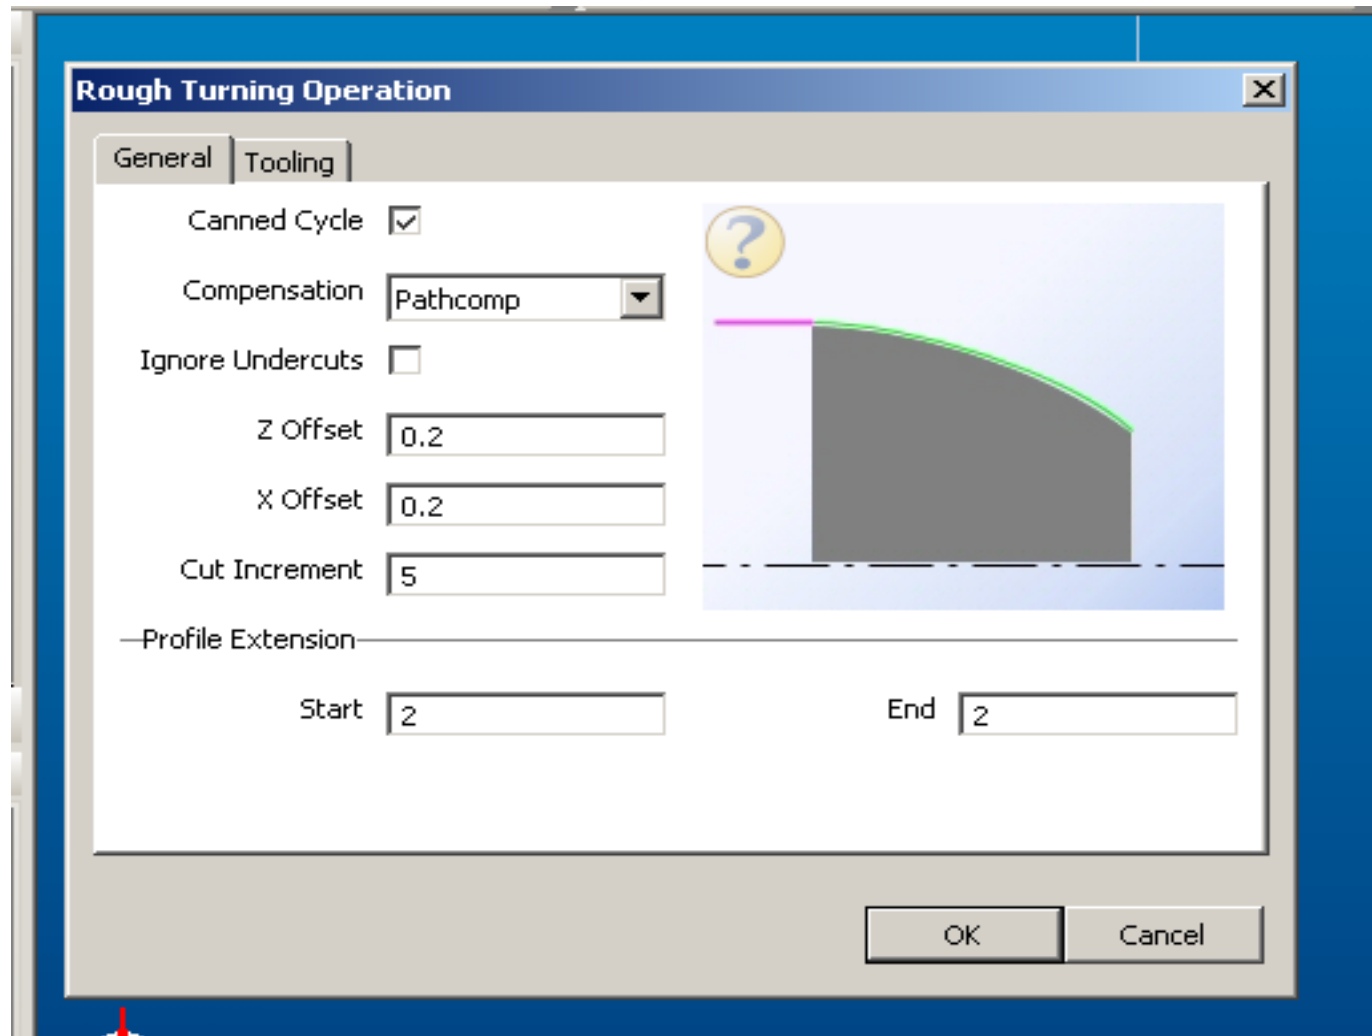 Rough Turning Operation
General Tooling
Canned Cycle
Compensation Pathcomp
Ignore Undercuts
Z Offset 0.2
X Offset 0.2
Cut Increment 5
Profile Extension
Start 2 End 2
OK Cancel
?